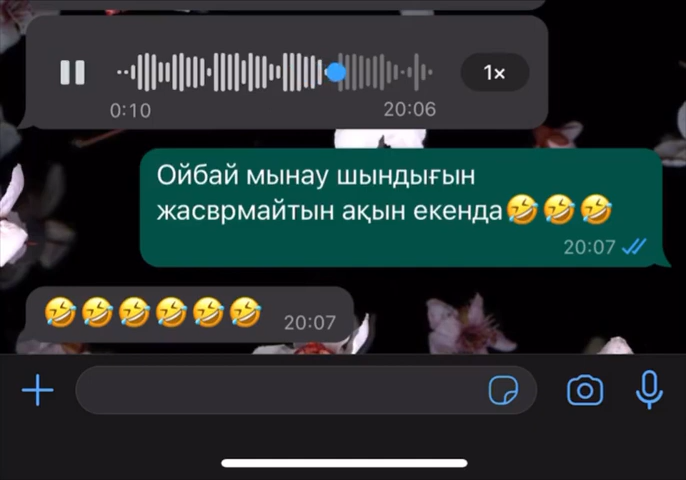 1×
0:10 20:06
Ойбай мынау шындығын
жасврмайтын ақын екенда🤣🤣🤣
20:07
🤣🤣🤣🤣🤣🤣 20:07